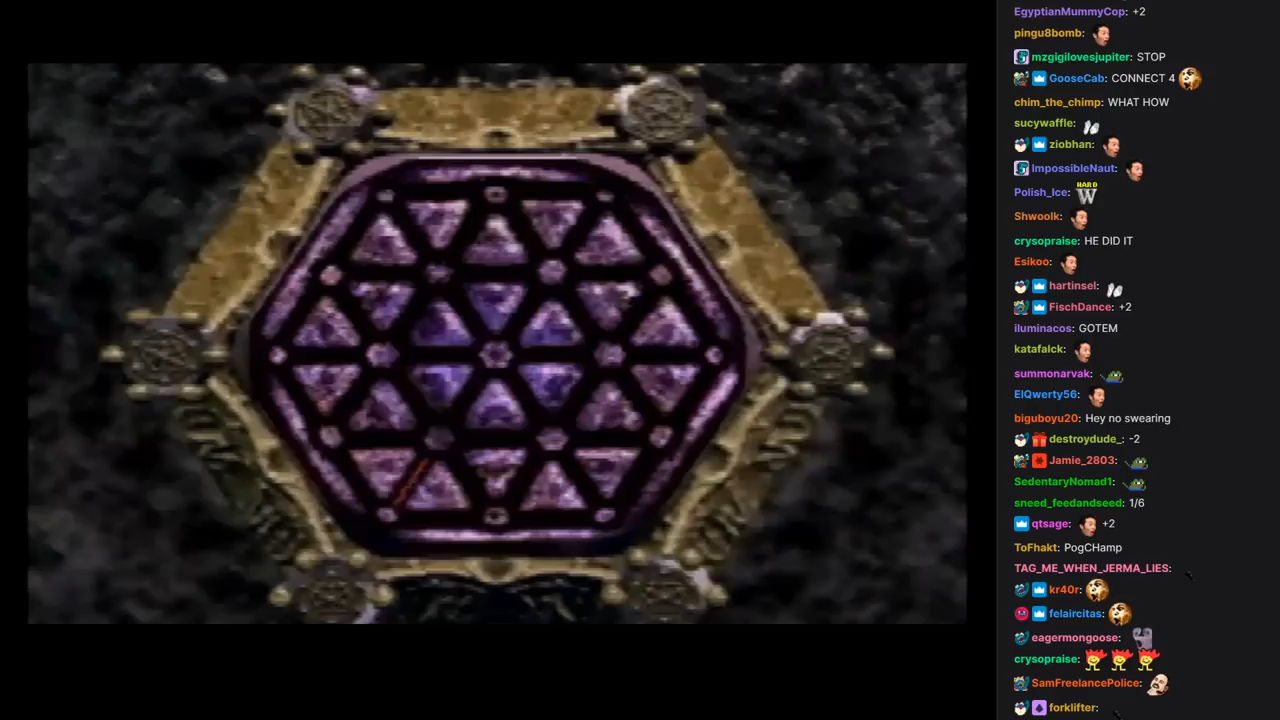 EgyptianMummyCop: +2
pingu8bomb:
mzgigilovesjupiter: STOP
GooseCab: CONNECT 4
chim_the_chimp: WHAT HOW
sucywaffle:
ziobhan:
ImpossibleNaut:
Polish_Ice: HARD W
Shwoolk:
crysopraise: HE DID IT
Esikoo:
hartinsel:
FischDance: +2
iluminacos: GOTEM
katafalck:
summonarvak:
ElQwerty56:
biguboyu20: Hey no swearing
destroydude_: -2
Jamie_2803:
SedentaryNomad1:
sneed_feedandseed: 1/6
qtsage: +2
ToFhakt: PogCHamp
TAG_ME_WHEN_JERMA_LIES:
kr40r:
felaircitas:
eagermongoose:
crysopraise:
SamFreelancePolice:
forklifter: